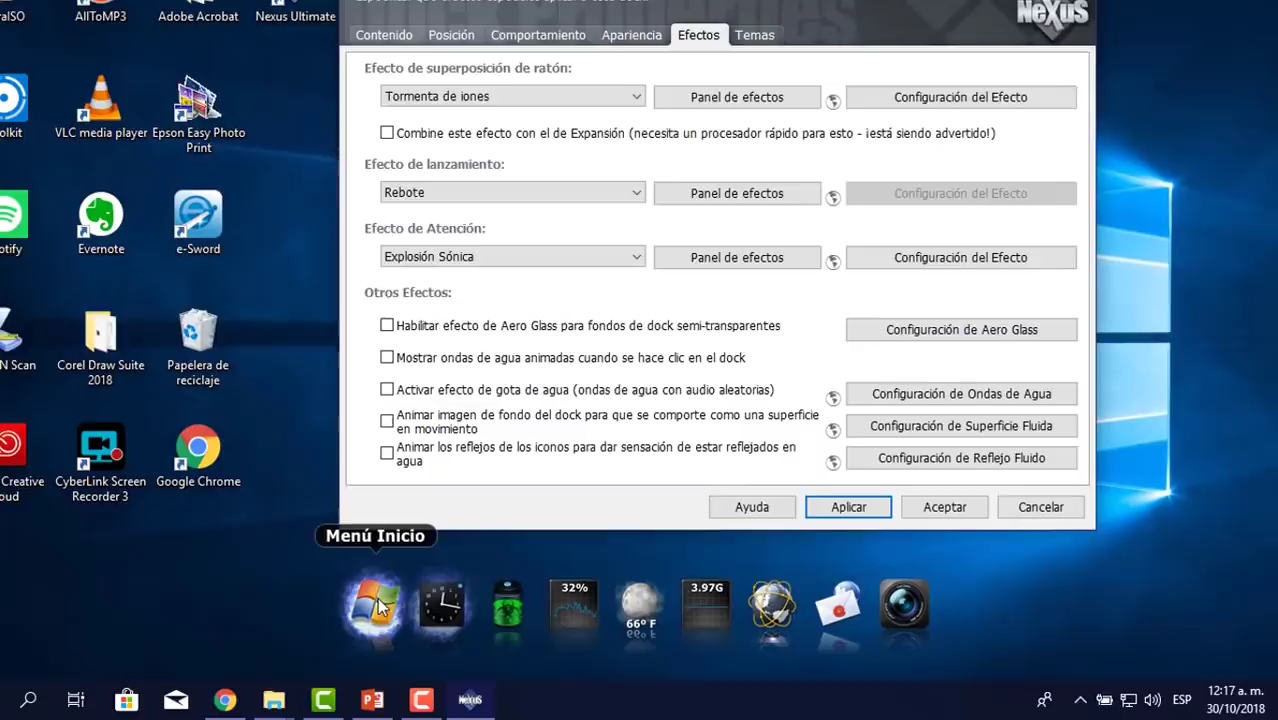 raISO
AllToMP3
Adobe Acrobat
Nexus Ultimate
NeXuS
Contenido
Posición
Comportamiento
Apariencia
Efectos
Temas
Efecto de superposición de ratón:
Tormenta de iones
Panel de efectos
Configuración del Efecto
Combine este efecto con el de Expansión (necesita un procesador rápido para esto - ¡está siendo advertido!)
Efecto de lanzamiento:
Rebote
Panel de efectos
Configuración del Efecto
Efecto de Atención:
Explosión Sónica
Panel de efectos
Configuración del Efecto
Otros Efectos:
Habilitar efecto de Aero Glass para fondos de dock semi-transparentes
Configuración de Aero Glass
Mostrar ondas de agua animadas cuando se hace clic en el dock
Activar efecto de gota de agua (ondas de agua con audio aleatorias)
Configuración de Ondas de Agua
Animar imagen de fondo del dock para que se comporte como una superficie
en movimiento
Configuración de Superficie Fluida
Animar los reflejos de los iconos para dar sensación de estar reflejados en
agua
Configuración de Reflejo Fluido
Ayuda
Aplicar
Aceptar
Cancelar
olkit
VLC media player
Epson Easy Photo
Print
otify
Evernote
e-Sword
N Scan
Corel Draw Suite
2018
Papelera de
reciclaje
Creative
oud
CyberLink Screen
Recorder 3
Google Chrome
Menú Inicio
32%
66º F
3.97G
NeXuS
ESP
12:17 a. m.
30/10/2018